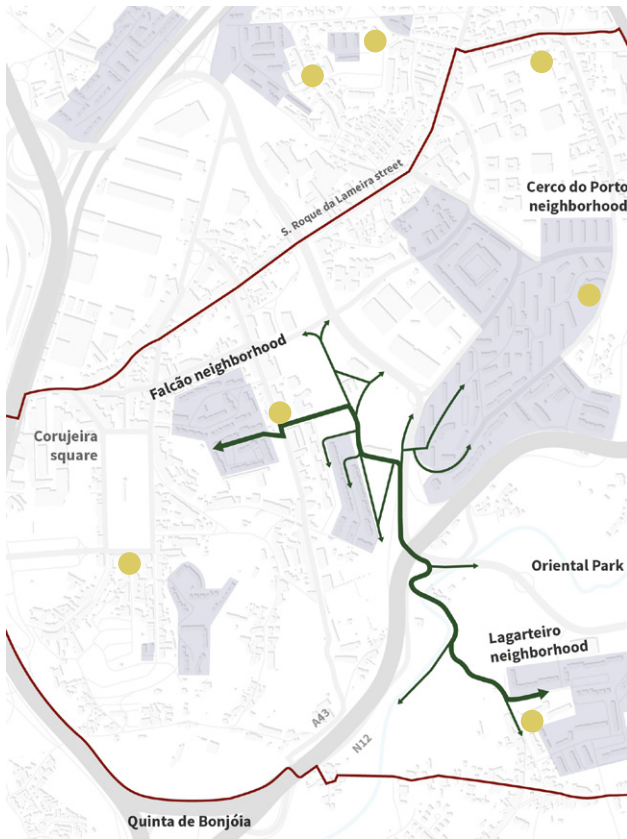 Cerco do Porto
neighborhood
S. Roque da Lameira street
Falcão neighborhood
Corujeira
square
Oriental Park
Lagarteiro
neighborhood
A43
N12
Quinta de Bonjóia